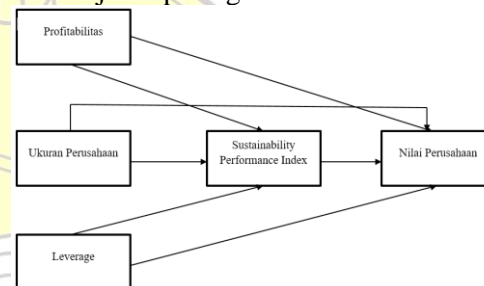 Profitabilitas
Ukuran Perusahaan
Sustainability
Performance Index
Nilai Perusahaan
Leverage